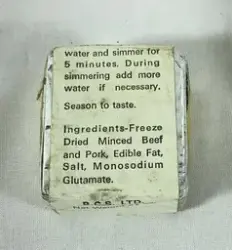 water and simmer for
5 minutes. During
simmering add more
water if necessary.
Season to taste.
Ingredients-Freeze
Dried Minced Beef
and Pork, Edible Fat,
Salt, Monosodium
Glutamate.
LTD.